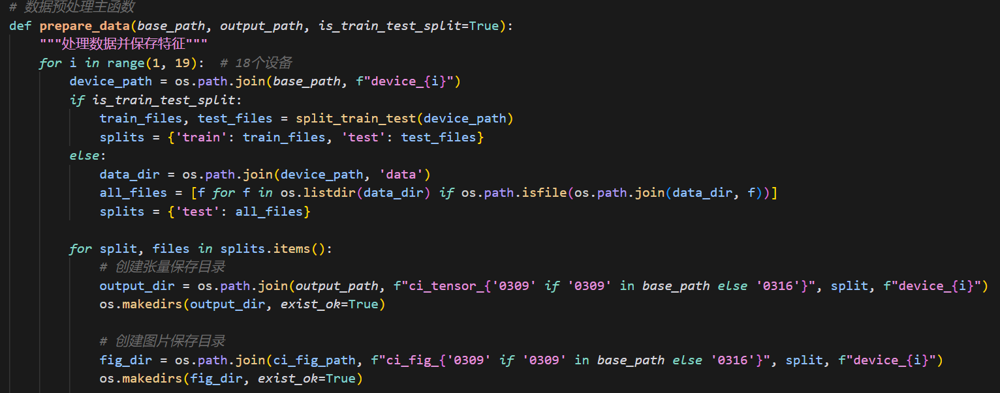 # 数据预处理主函数
def prepare_data(base_path, output_path, is_train_test_split=True):
    """处理数据并保存特征"""
    for i in range(1, 19):  # 18个设备
        device_path = os.path.join(base_path, f"device_{i}")
        if is_train_test_split:
            train_files, test_files = split_train_test(device_path)
            splits = {'train': train_files, 'test': test_files}
        else:
            data_dir = os.path.join(device_path, 'data')
            all_files = [f for f in os.listdir(data_dir) if os.path.isfile(os.path.join(data_dir, f))]
            splits = {'test': all_files}

        for split, files in splits.items():
            # 创建张量保存目录
            output_dir = os.path.join(output_path, f"ci_tensor_{'0309' if '0309' in base_path else '0316'}", split, f"device_{i}")
            os.makedirs(output_dir, exist_ok=True)

            # 创建图片保存目录
            fig_dir = os.path.join(ci_fig_path, f"ci_fig_{'0309' if '0309' in base_path else '0316'}", split, f"device_{i}")
            os.makedirs(fig_dir, exist_ok=True)